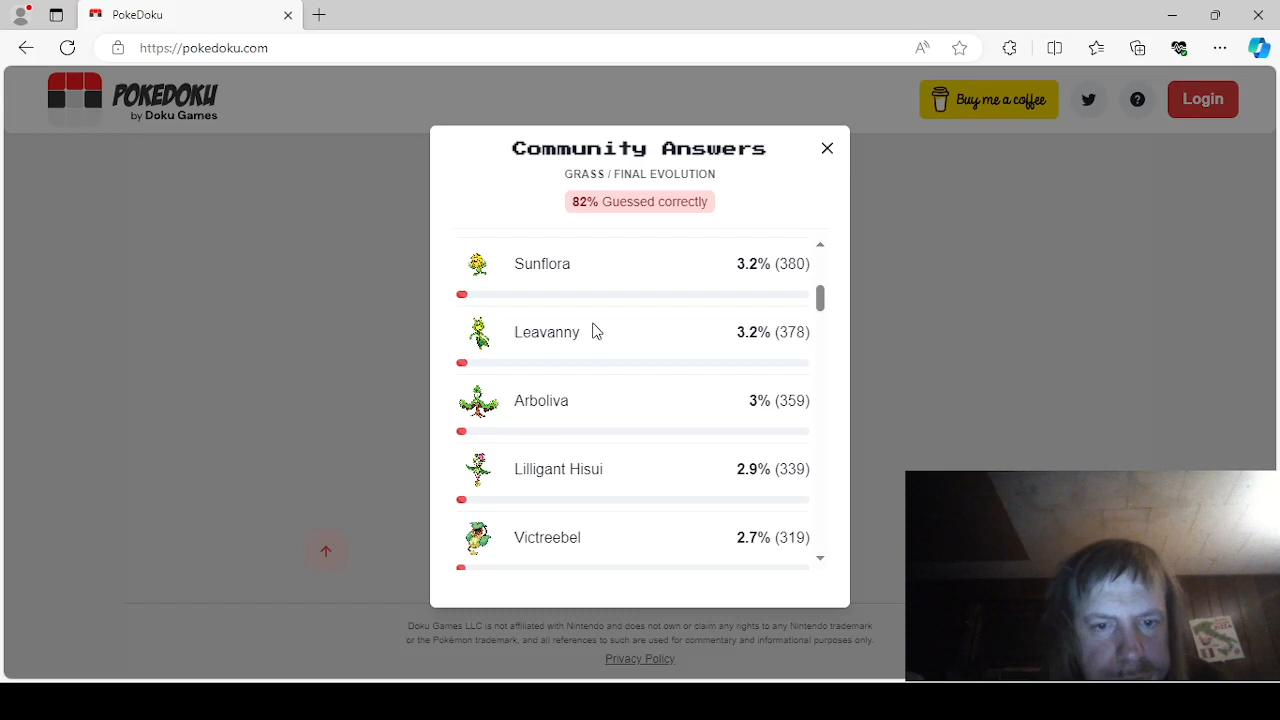 PokeDoku
https://pokedoku.com
POKEDOKU
by Doku Games
Buy me a coffee
Login
Community Answers
GRASS / FINAL EVOLUTION
82% Guessed correctly
Sunflora 3.2% (380)
Leavanny 3.2% (378)
Arboliva 3% (359)
Lilligant Hisui 2.9% (339)
Victreebel 2.7% (319)
Doku Games LLC is not affiliated with Nintendo and does not own or claim any rights to any Nintendo trademark
or the Pokémon trademark, and all references to such are used for commentary and informational purposes only.
Privacy Policy
PIZZA